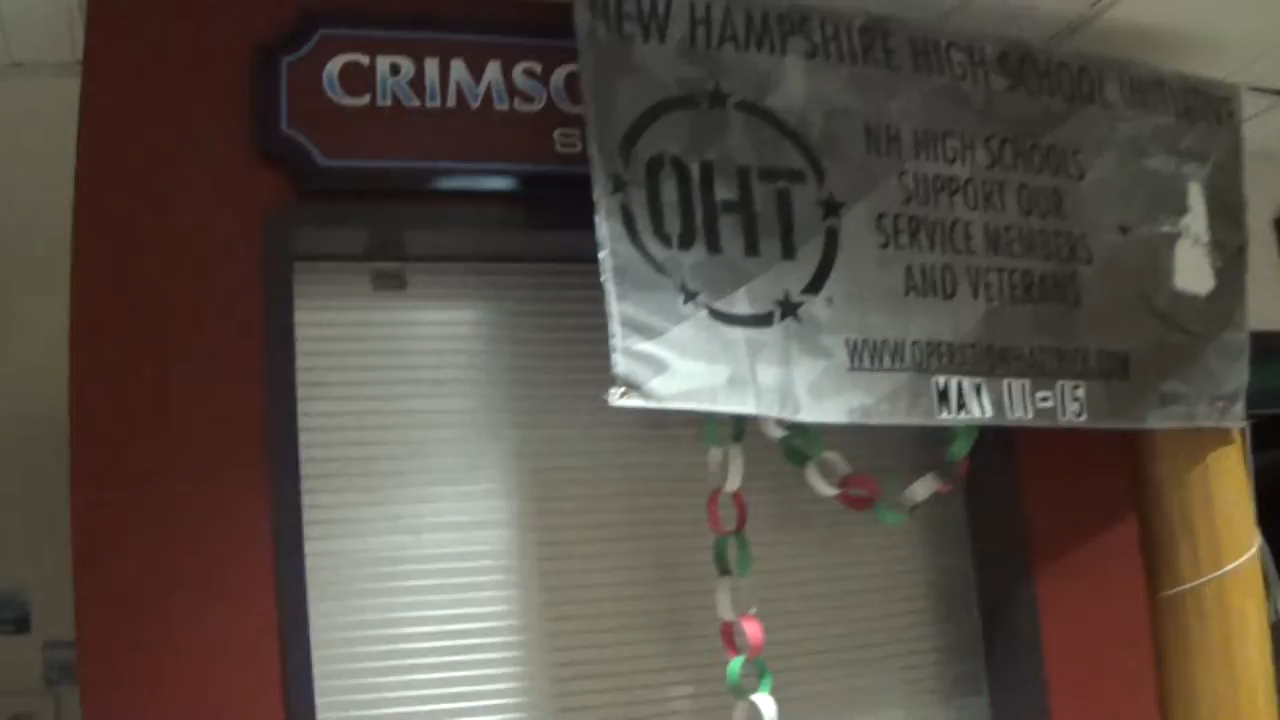 CRIMSO
S
NEW HAMPSHIRE HIGH SCHOOL
OHT
NH HIGH SCHOOLS
SUPPORT OUR
SERVICE MEMBERS
AND VETERANS
MAY 11-15